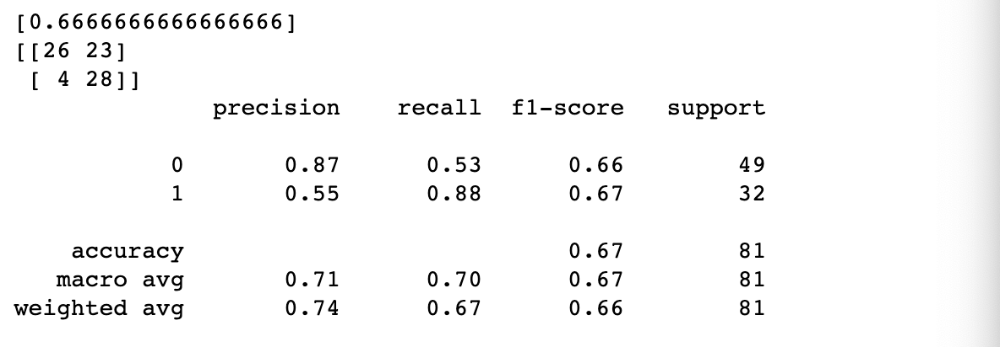 [0.6666666666666666]
[[26 23]
 [ 4 28]]
              precision    recall  f1-score   support

           0       0.87      0.53      0.66        49
           1       0.55      0.88      0.67        32

    accuracy                           0.67        81
   macro avg       0.71      0.70      0.67        81
weighted avg       0.74      0.67      0.66        81